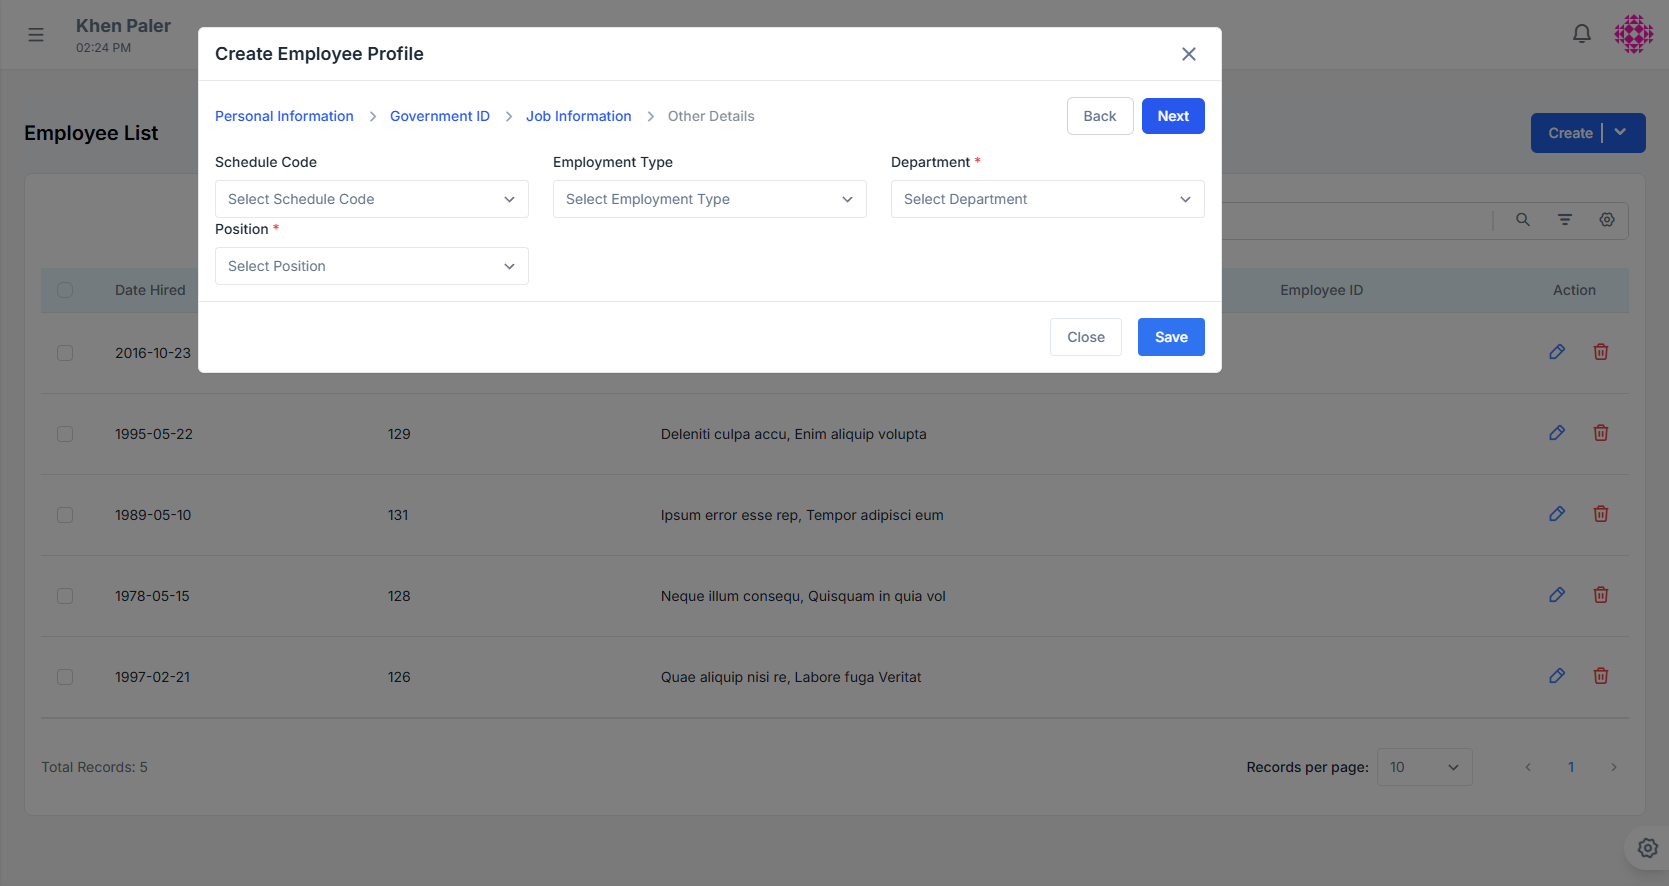 Khen Paler
02:24 PM
Create Employee Profile
Personal Information > Government ID > Job Information > Other Details
Back Next
Employee List
Create
Schedule Code Employment Type Department *
Select Schedule Code Select Employment Type Select Department
Position *
Select Position
Date Hired Employee ID Action
Close Save
2016-10-23
1995-05-22 129 Deleniti culpa accu, Enim aliquip volupta
1989-05-10 131 Ipsum error esse rep, Tempor adipisci eum
1978-05-15 128 Neque illum consequ, Quisquam in quia vol
1997-02-21 126 Quae aliquip nisi re, Labore fuga Veritat
Total Records: 5 Records per page: 10 < 1 >